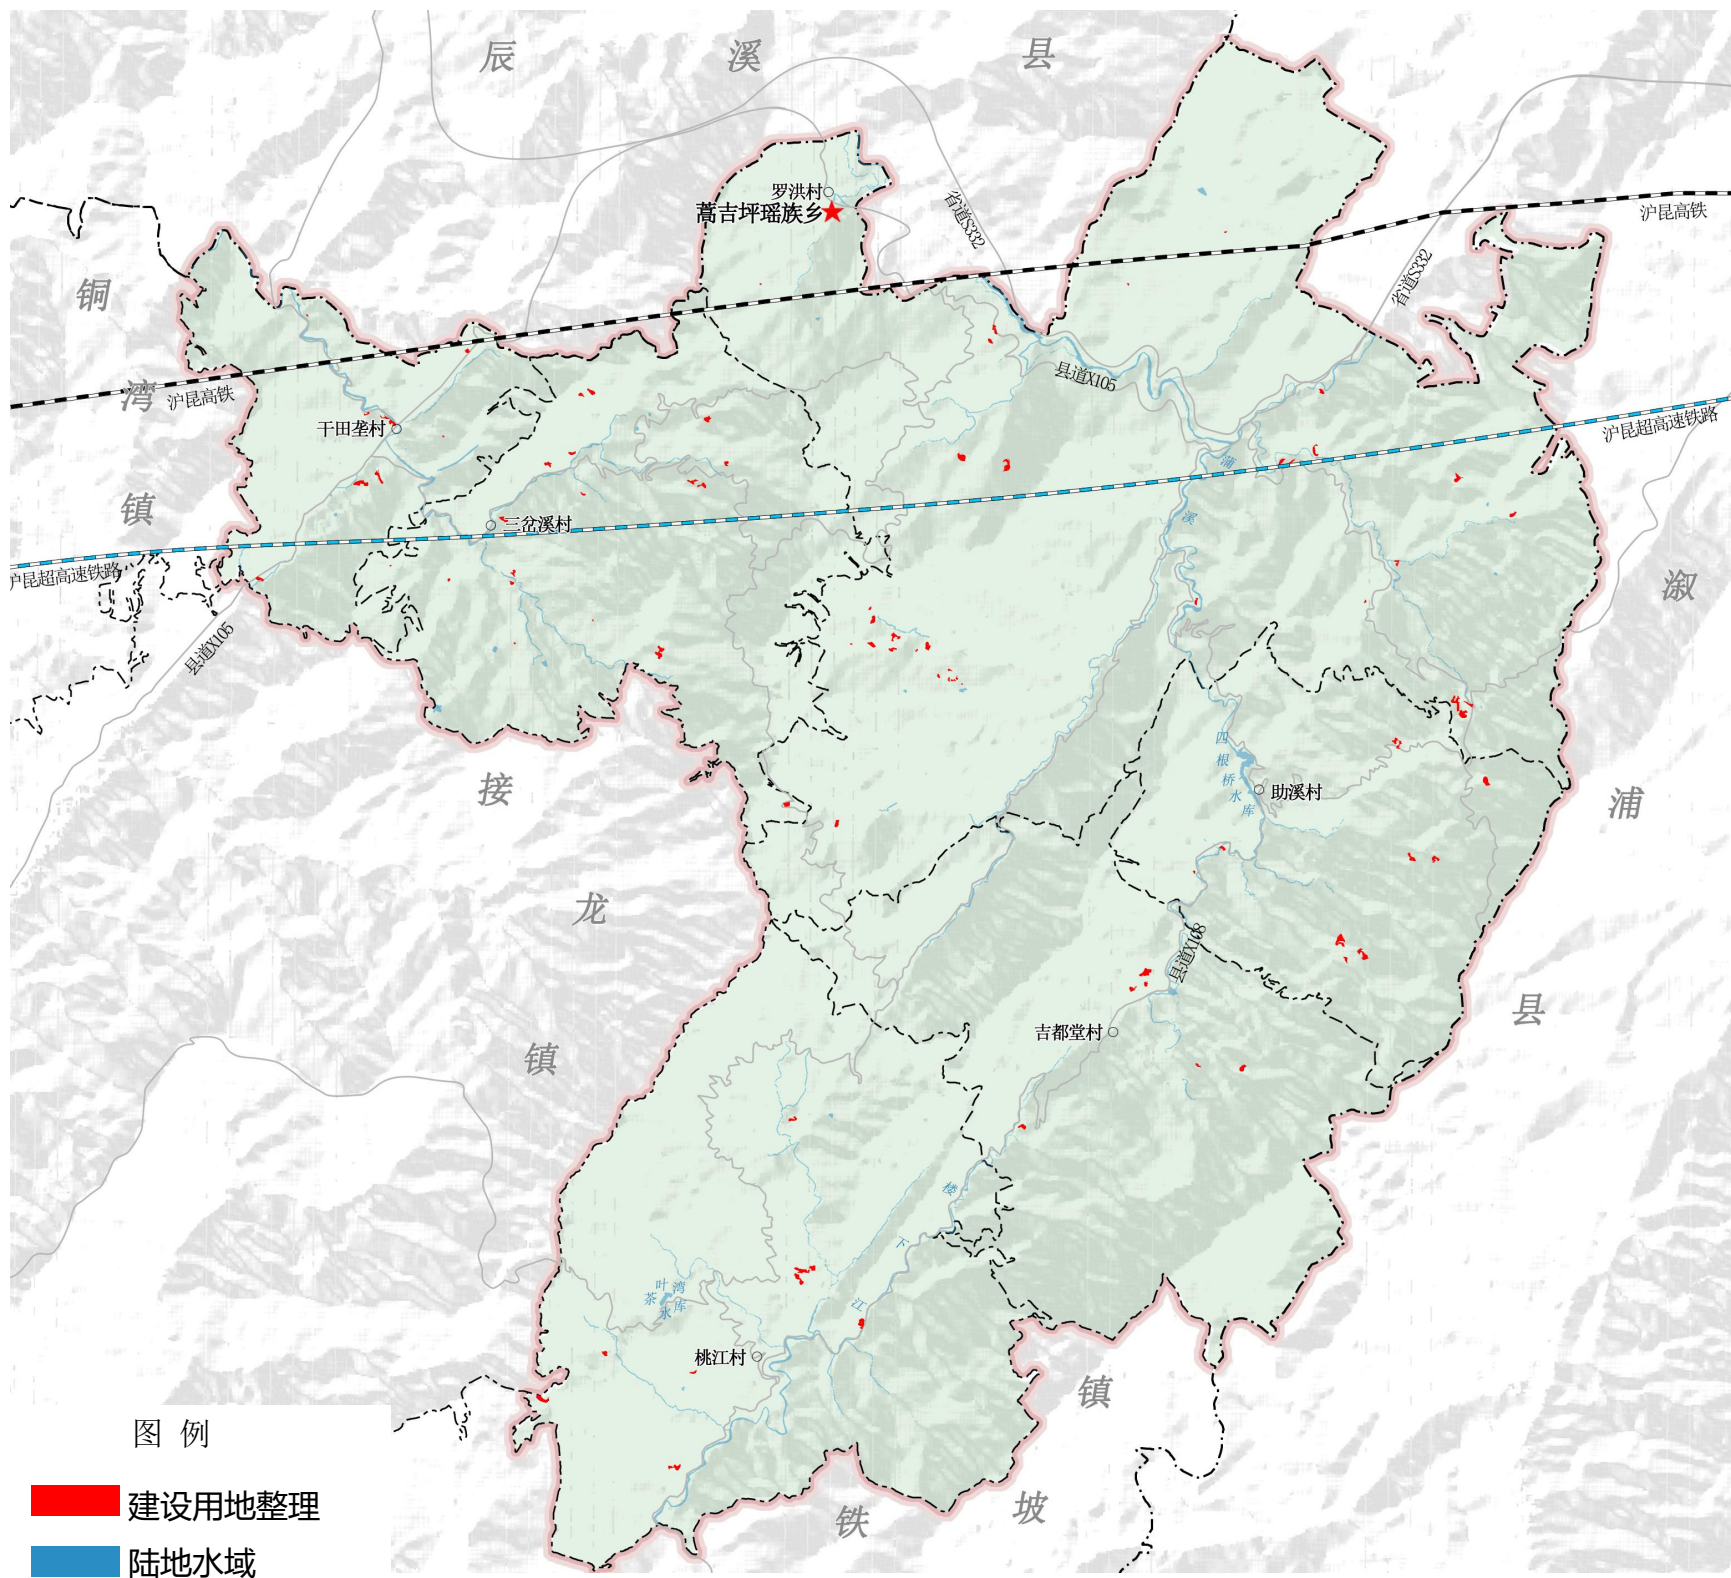 辰溪县
罗洪村
蒿吉坪瑶族乡
省道S332
沪昆高铁
省道S332
铜湾镇
沪昆高铁
县道X105
沪昆超高速铁路
干田垄村
蒲溪
三岔溪村
沪昆超高速铁路
溆浦县
县道X105
四根桥水库
助溪村
接龙镇
县道X108
吉都堂村
楼下江
茶叶湾水库
桃江村
铁坡镇
图 例
建设用地整理
陆地水域